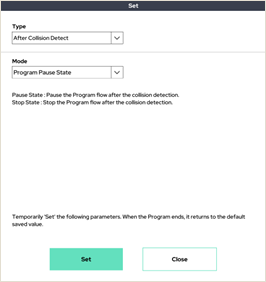 Set
Type
After Collision Detect
Mode
Program Pause State
Pause State : Pause the Program flow after the collision detection.
Stop State : Stop the Program flow after the collision detection.
Temporarily 'Set' the following parameters. When the Program ends, it returns to the default
saved value.
Set
Close